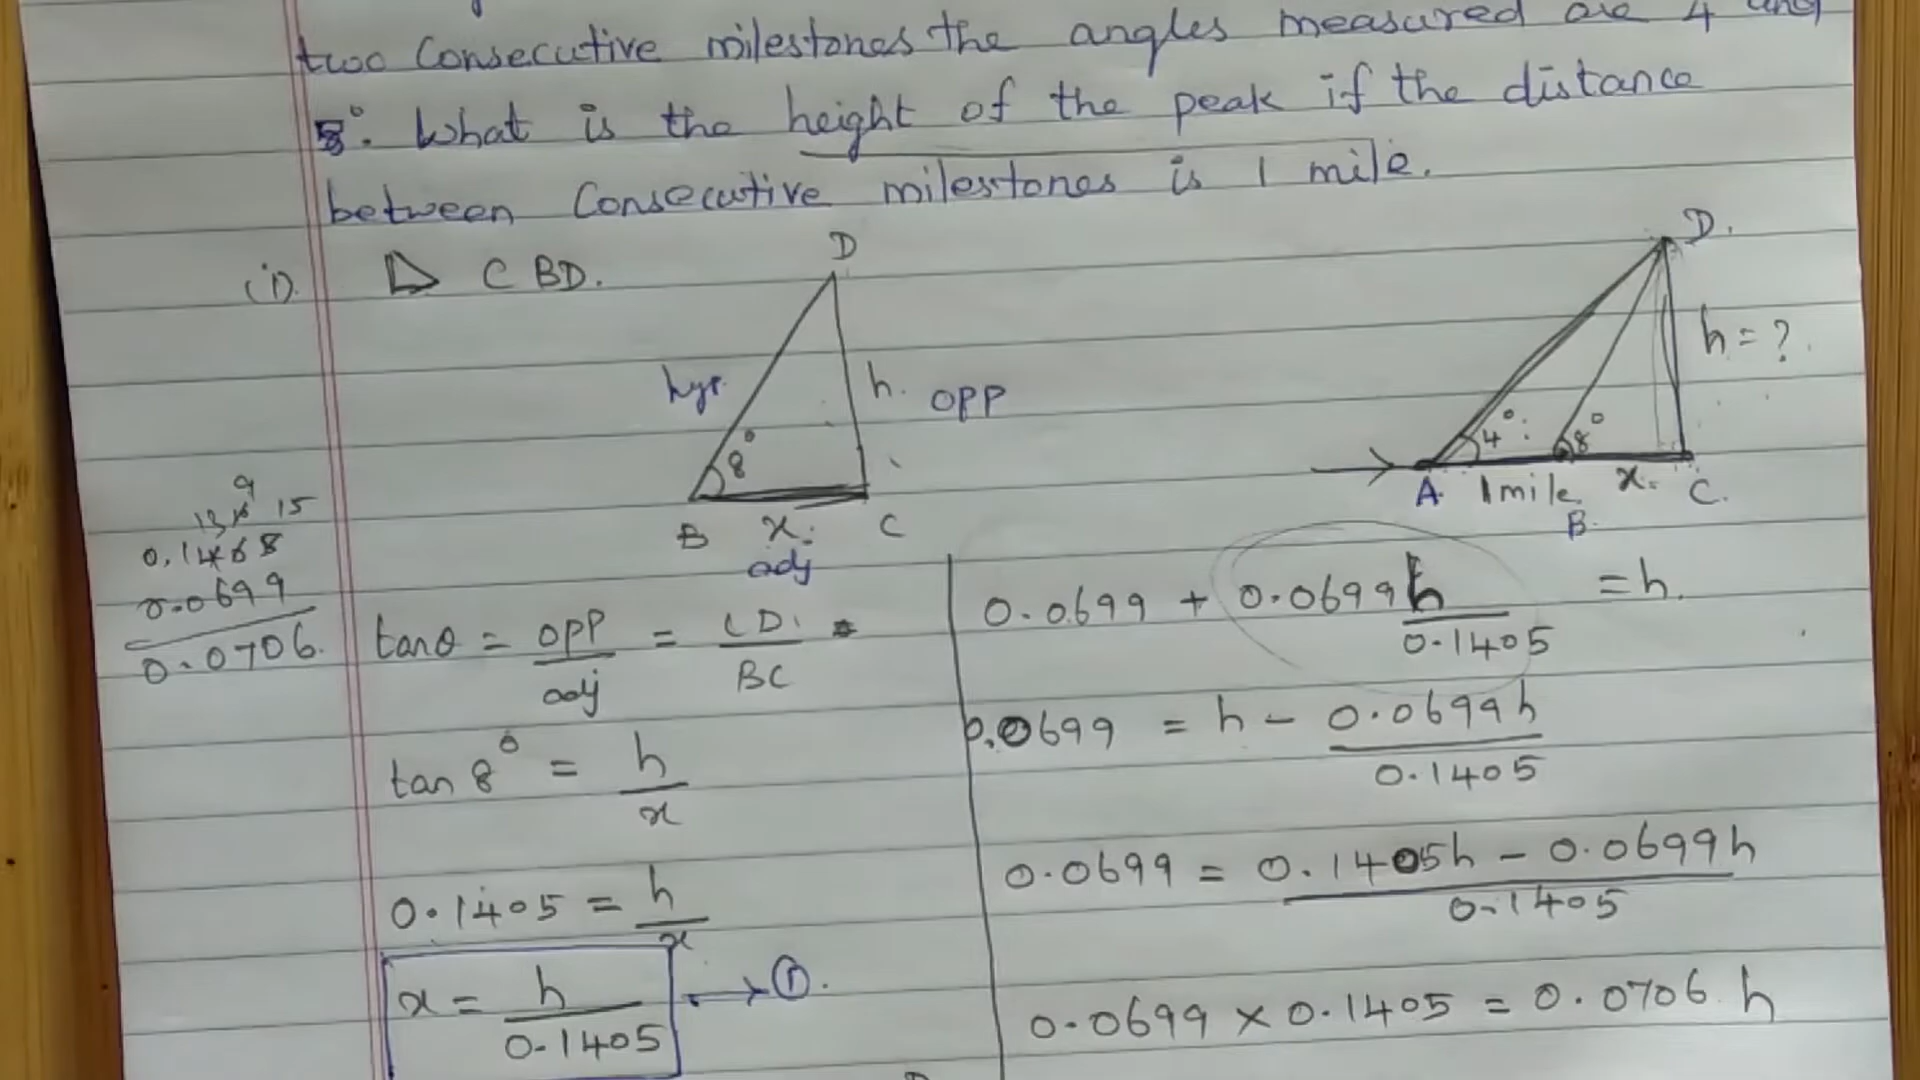 two Consecutive milestones the angles measured are 4 and
8°. What is the height of the peak if the distance
between Consecutive milestones is 1 mile.
(i). CBD.
D
hyp.
h. OPP
8°
B x: C
adj
D.
h = ?
4° 8°
A. 1 mile. x. C.
B.
9
13 15
0.1468
0.0699
0.0706.
tanθ = OPP / adj = CD / BC
tan 8° = h / x
0.1405 = h / x
x = h / 0.1405 → ①.
0.0699 + 0.0699h / 0.1405 = h.
0.0699 = h - 0.0699h / 0.1405
0.0699 = 0.1405h - 0.0699h / 0.1405
0.0699 x 0.1405 = 0.0706 h